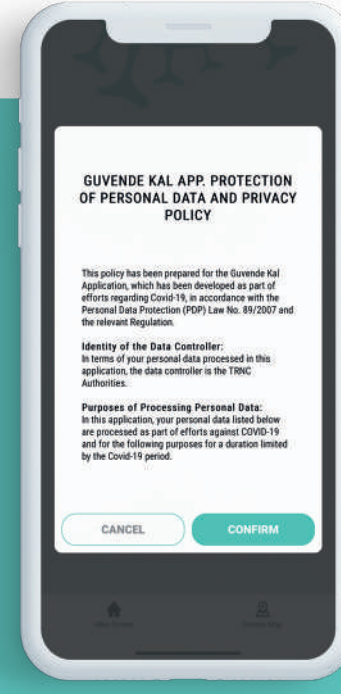 GUVENDE KAL APP. PROTECTION
OF PERSONAL DATA AND PRIVACY
POLICY
This policy has been prepared for the Guvende Kal
Application, which has been developed as part of
efforts regarding Covid-19, in accordance with the
Personal Data Protection (PDP) Law No. 89/2007 and
the relevant Regulation.
Identity of the Data Controller:
In terms of your personal data processed in this
application, the data controller is the TRNC
Authorities.
Purposes of Processing Personal Data:
In this application, your personal data listed below
are processed as part of efforts against COVID-19
and for the following purposes for a duration limited
by the Covid-19 period.
CANCEL
CONFIRM